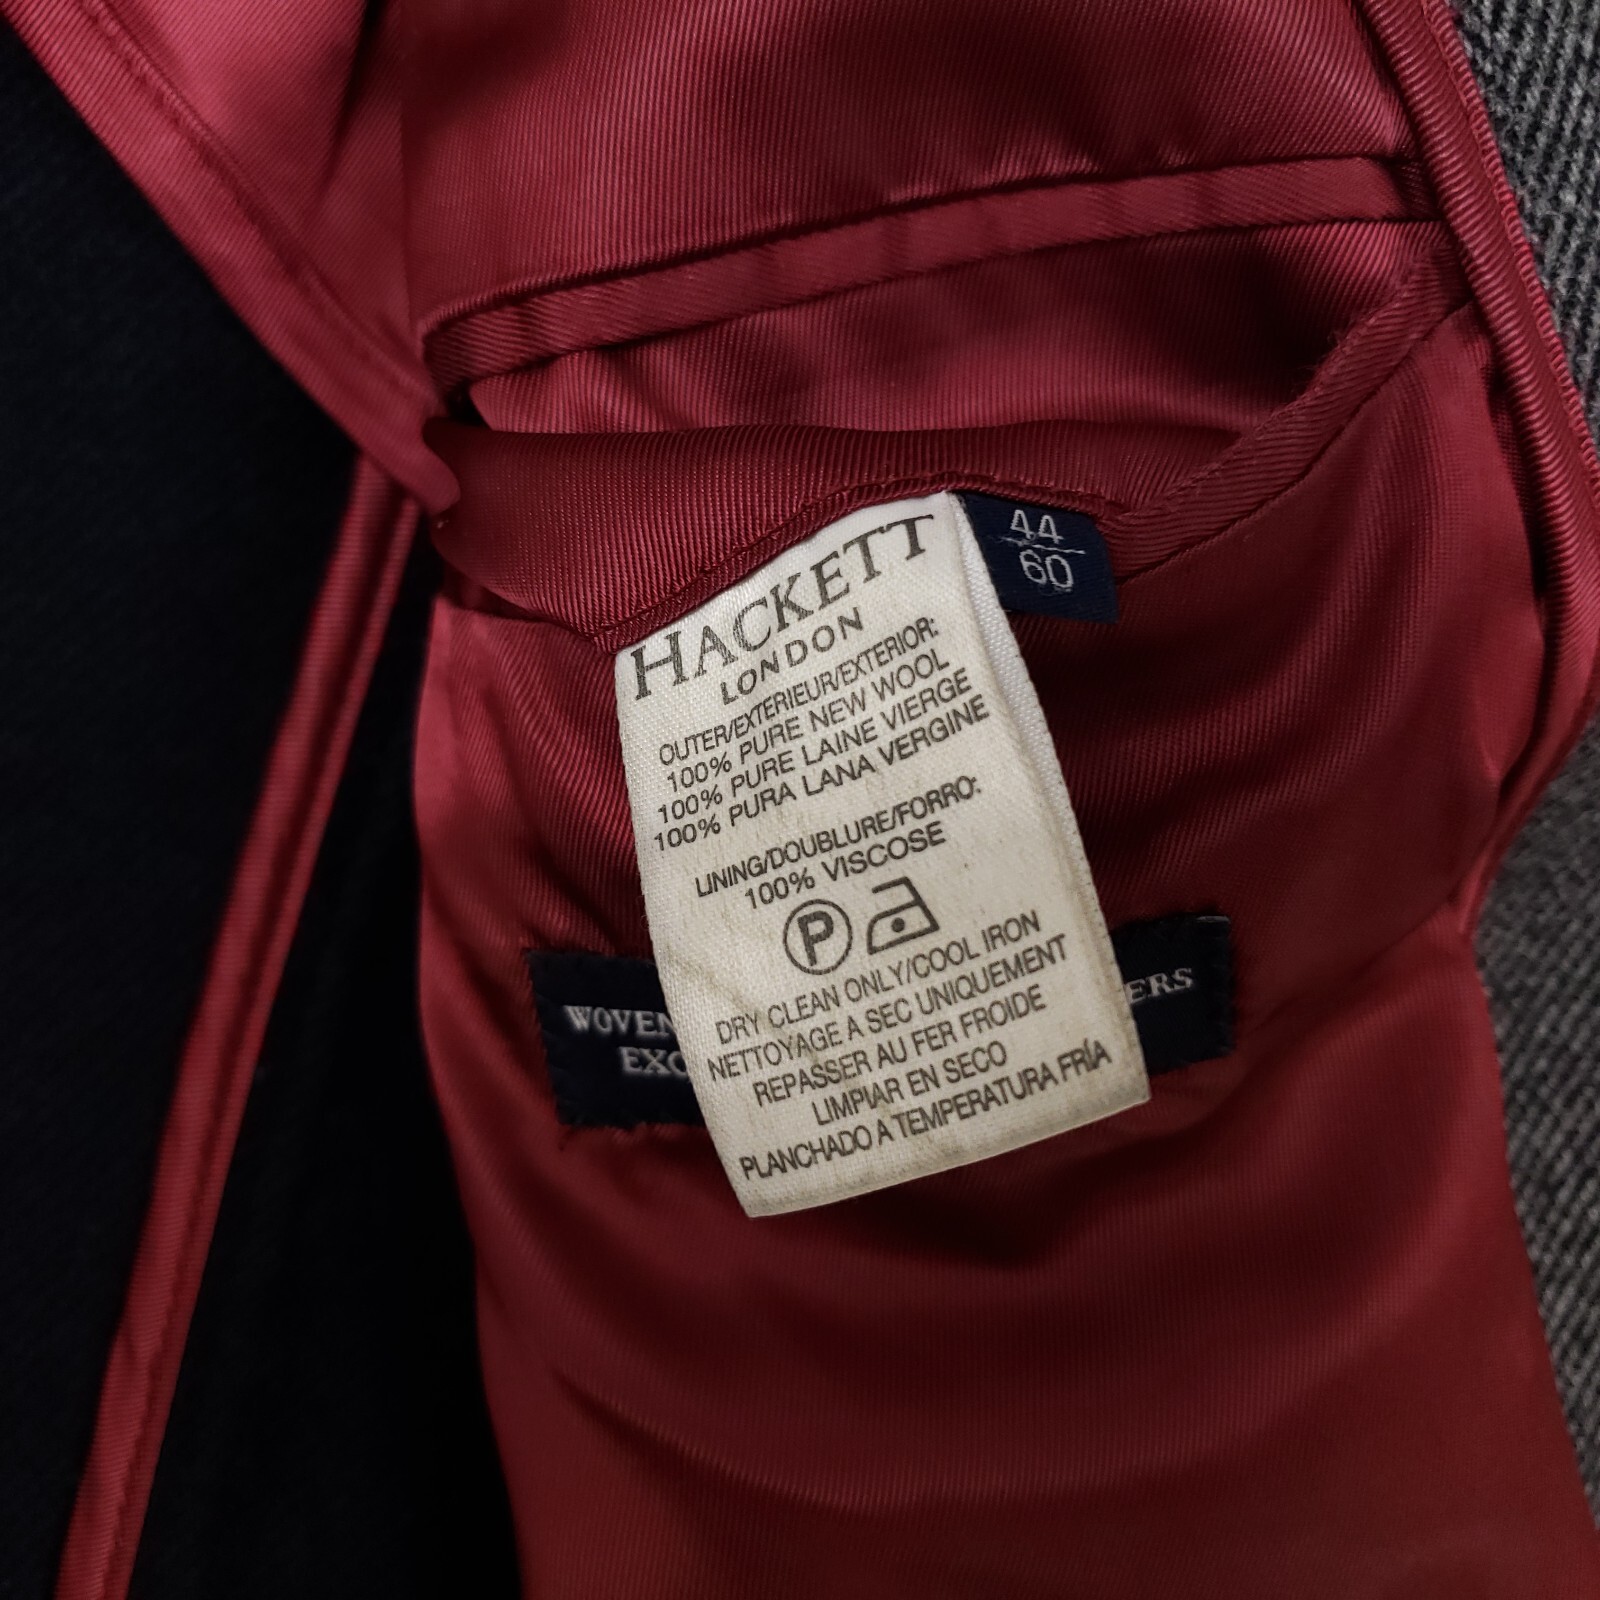 HACKETT
LONDON
OUTER/EXTERIEUR/EXTERIOR:
100% PURE NEW WOOL
100% PURE LAINE VIERGE
100% PURA LANA VERGINE
LINING/DOUBLURE/FORRO:
100% VISCOSE
P
DRY CLEAN ONLY/COOL IRON
NETTOYAGE A SEC UNIQUEMENT
REPASSER AU FER FROIDE
LIMPIAR EN SECO
PLANCHADO A TEMPERATURA FRÍA
44
60
WOVEN